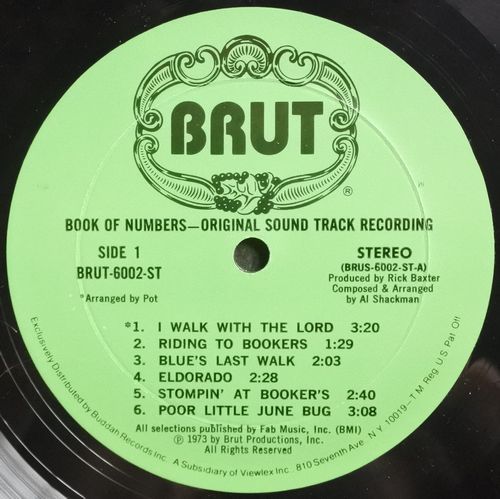 BRUT
®
BOOK OF NUMBERS—ORIGINAL SOUND TRACK RECORDING
SIDE 1
BRUT-6002-ST
*Arranged by Pot
STEREO
(BRUS-6002-ST-A)
Produced by Rick Baxter
Composed & Arranged
by Al Shackman
*1. I WALK WITH THE LORD 3:20
2. RIDING TO BOOKERS 1:29
3. BLUE'S LAST WALK 2:03
4. ELDORADO 2:28
5. STOMPIN' AT BOOKER'S 2:40
6. POOR LITTLE JUNE BUG 3:08
All selections published by Fab Music, Inc. (BMI)
℗ 1973 by Brut Productions, Inc.
All Rights Reserved
Exclusively Distributed by Buddah Records Inc. A Subsidiary of Viewlex Inc. 810 Seventh Ave. N.Y. 10019—T.M. Reg. U.S. Pat. Off.